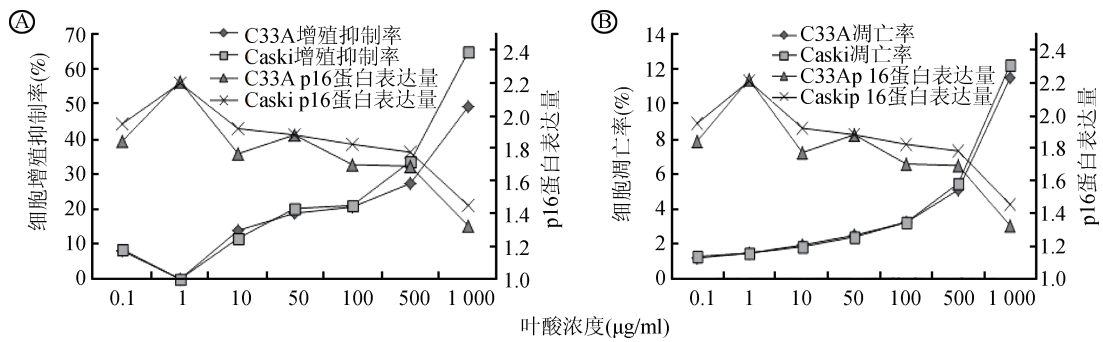 A
细胞增殖抑制率(%)
70
60
50
40
30
20
10
0
C33A增殖抑制率
Caski增殖抑制率
C33A p16蛋白表达量
Caski p16蛋白表达量
2.4
2.2
2.0
1.8
1.6
1.4
1.2
1.0
p16蛋白表达量
0.1 1 10 50 100 500 1 000
B
细胞凋亡率(%)
14
12
10
8
6
4
2
0
C33A凋亡率
Caski凋亡率
C33Ap 16蛋白表达量
Caskip 16蛋白表达量
2.4
2.2
2.0
1.8
1.6
1.4
1.2
1.0
p16蛋白表达量
0.1 1 10 50 100 500 1 000
叶酸浓度(μg/ml)